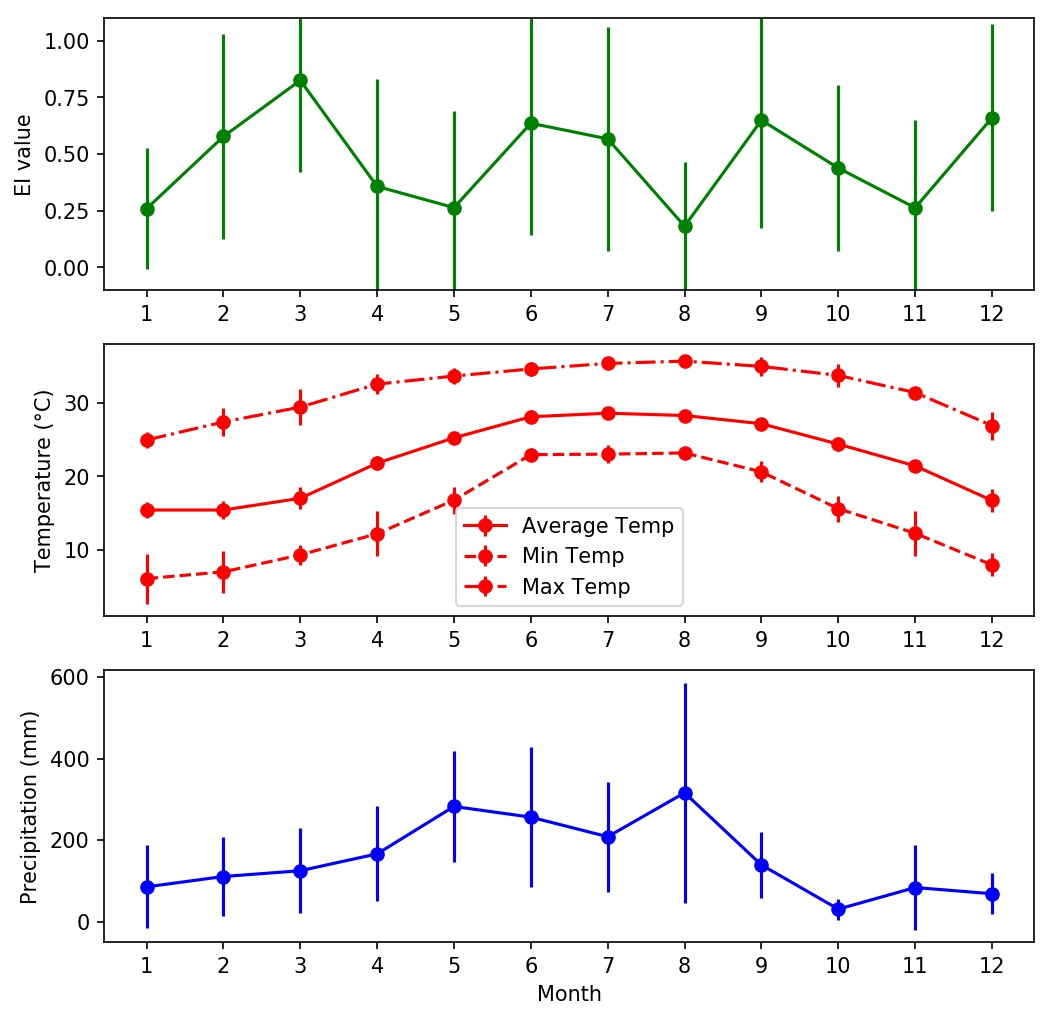 EI value
1.00
0.75
0.50
0.25
0.00
1 2 3 4 5 6 7 8 9 10 11 12
Temperature (°C)
30
20
10
Average Temp
Min Temp
Max Temp
1 2 3 4 5 6 7 8 9 10 11 12
Precipitation (mm)
600
400
200
0
1 2 3 4 5 6 7 8 9 10 11 12
Month